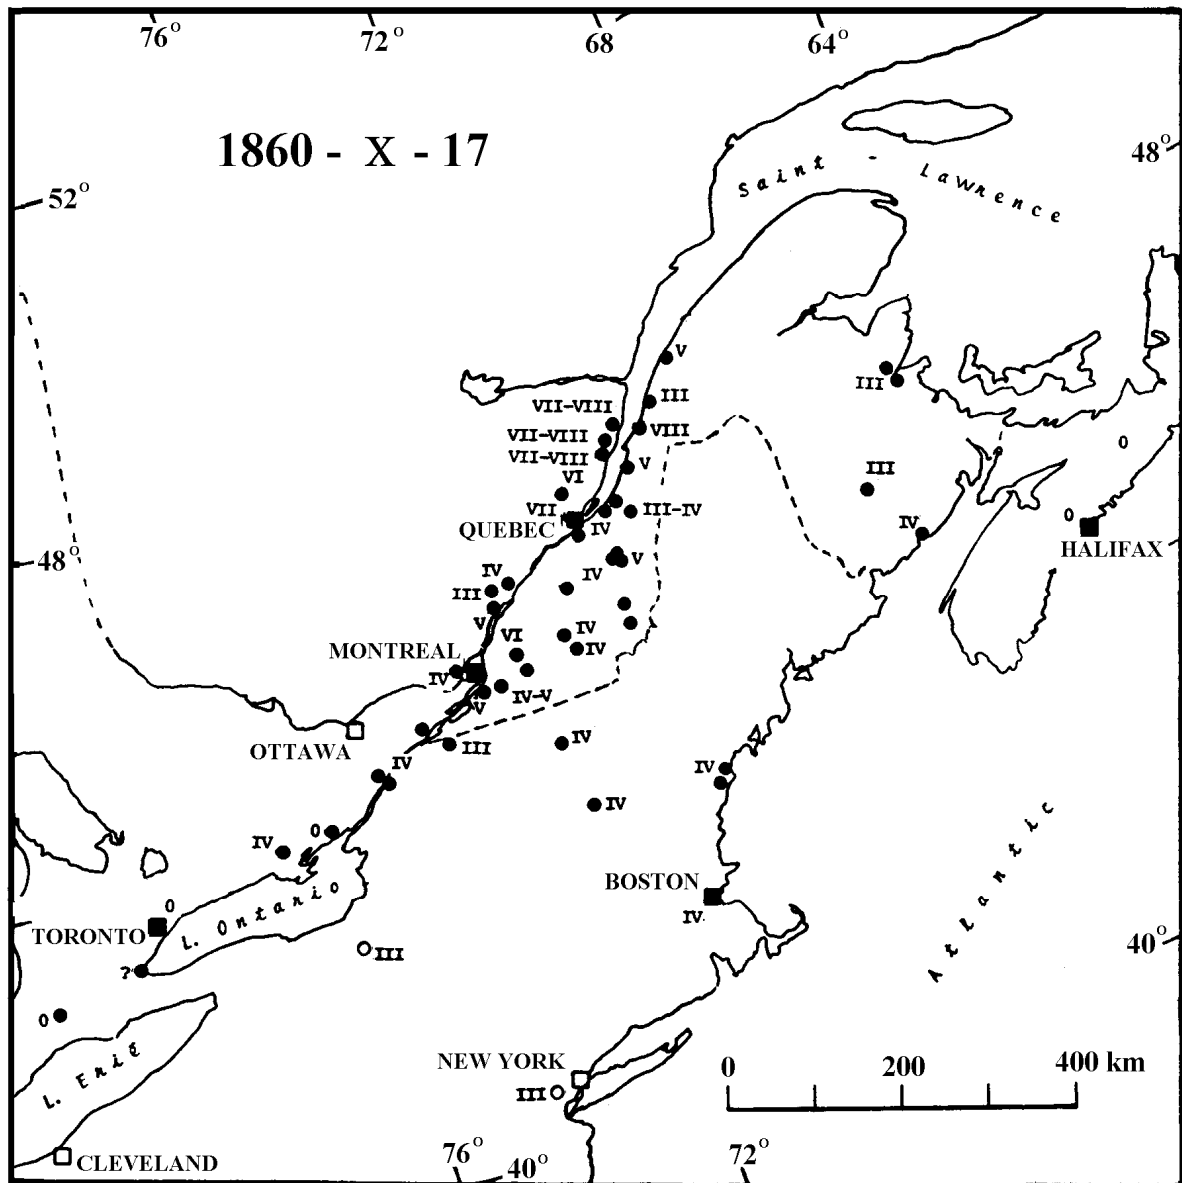 76° 72° 68 64°
1860 - X - 17
48°
Saint - Lawrence
52°
V
III
III
VII-VIII
VIII
VII-VIII
VII-VIII
V
0
VI
III
VII
III-IV
0
QUEBEC
IV
IV
HALIFAX
48°
V
IV
IV
III
V
IV
VI
IV
MONTREAL
IV
IV-V
V
OTTAWA
III
IV
IV
IV
IV
0
IV
BOSTON
IV
L. Ontario
0
TORONTO
III
40°
?
Atlantic
0
L. Erie
NEW YORK
III
0 200 400 km
CLEVELAND
76° 40° 72°